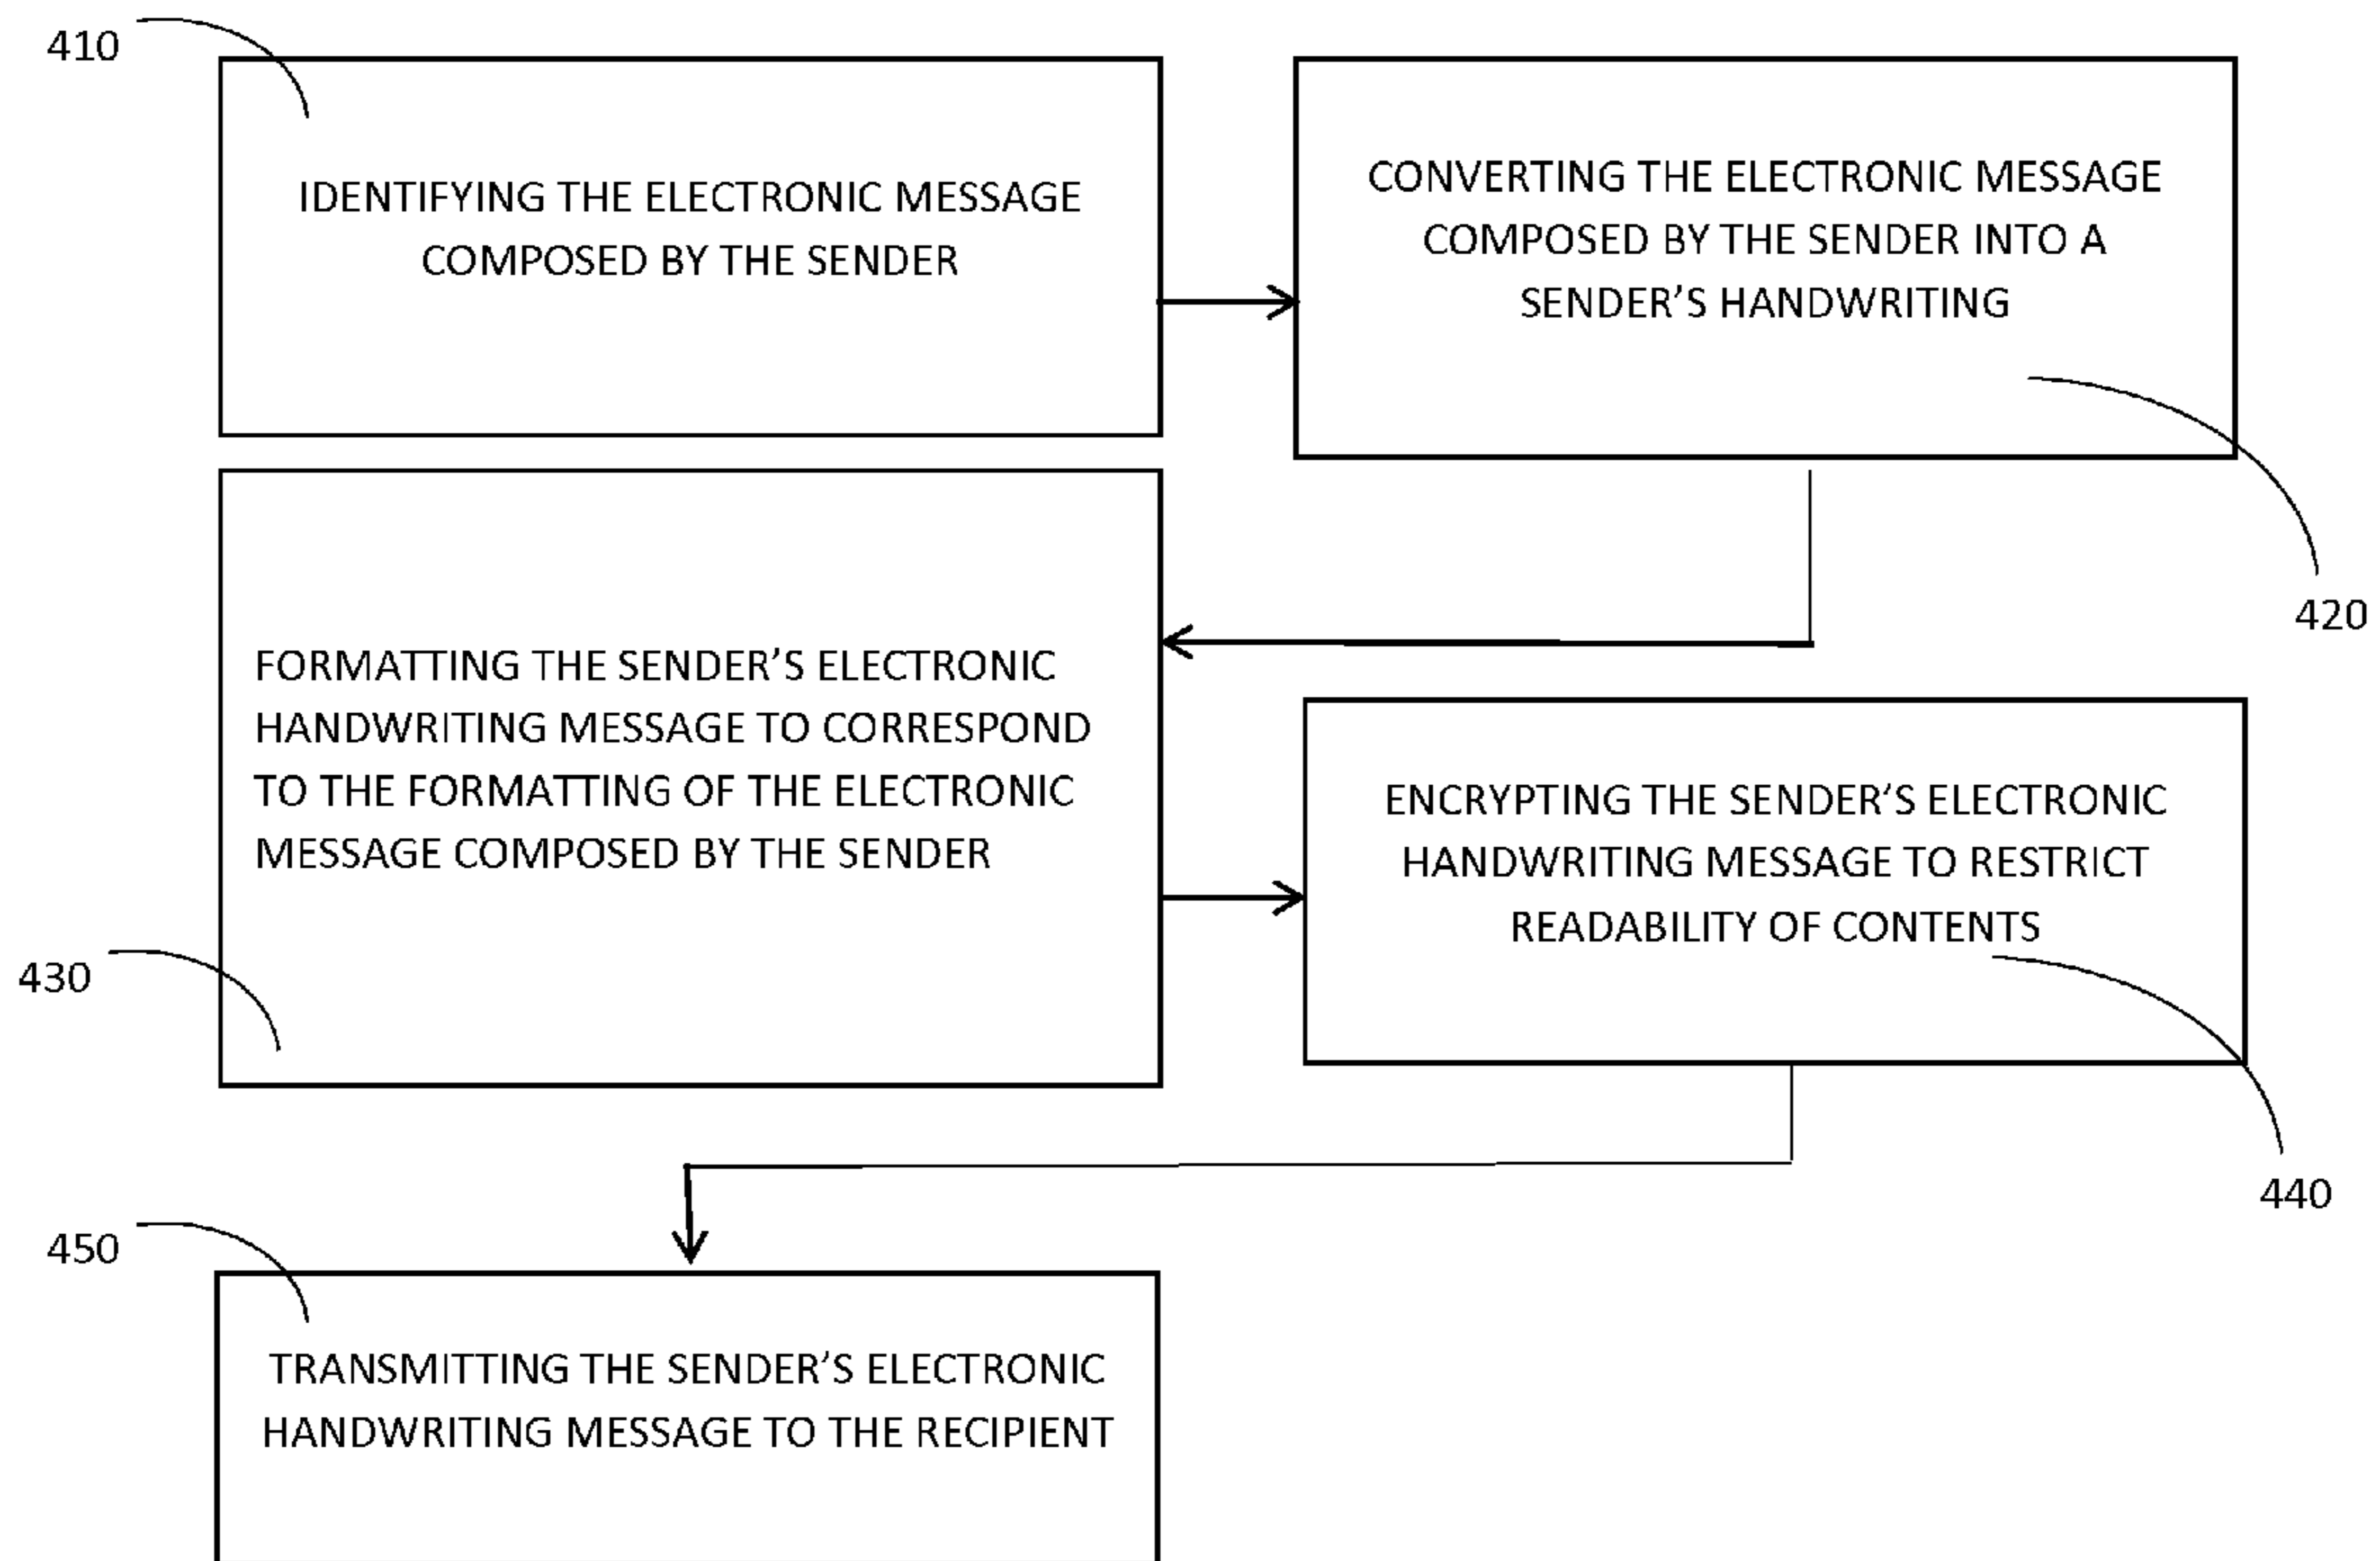 410
IDENTIFYING THE ELECTRONIC MESSAGE
COMPOSED BY THE SENDER
CONVERTING THE ELECTRONIC MESSAGE
COMPOSED BY THE SENDER INTO A
SENDER'S HANDWRITING
420
FORMATTING THE SENDER'S ELECTRONIC
HANDWRITING MESSAGE TO CORRESPOND
TO THE FORMATTING OF THE ELECTRONIC
MESSAGE COMPOSED BY THE SENDER
430
ENCRYPTING THE SENDER'S ELECTRONIC
HANDWRITING MESSAGE TO RESTRICT
READABILITY OF CONTENTS
440
450
TRANSMITTING THE SENDER'S ELECTRONIC
HANDWRITING MESSAGE TO THE RECIPIENT